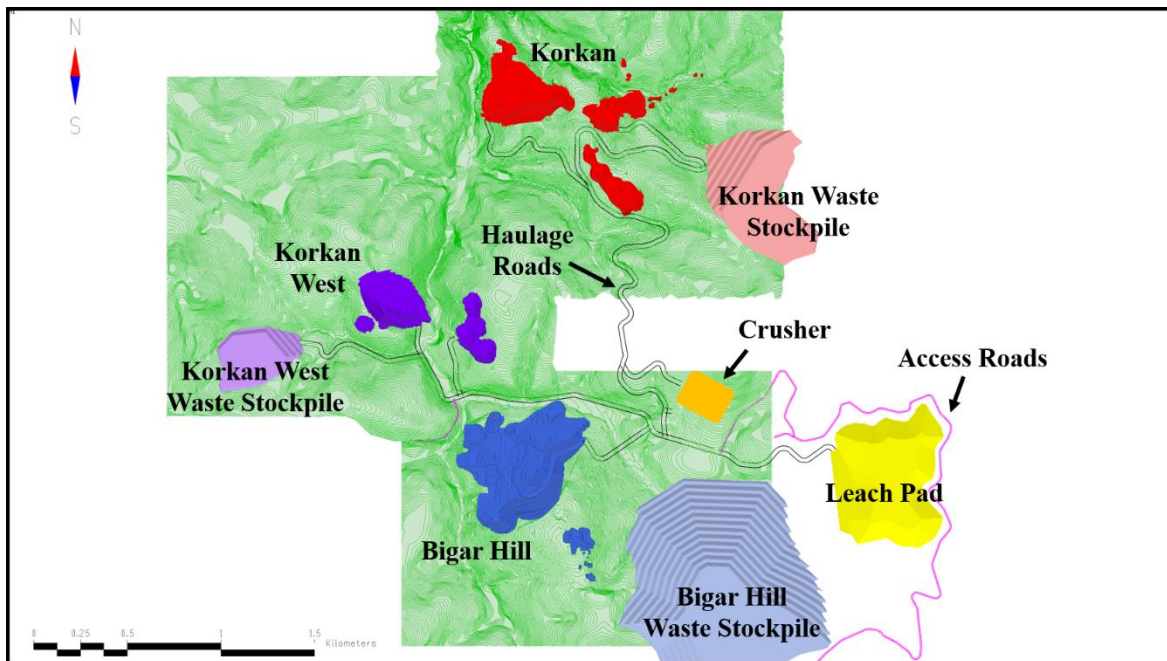 N
S
Korkan
Korkan Waste
Stockpile
Haulage
Roads
Korkan
West
Crusher
Access Roads
Korkan West
Waste Stockpile
Leach Pad
Bigar Hill
Bigar Hill
Waste Stockpile
0 0.25 0.5 1 1.5
Kilometers